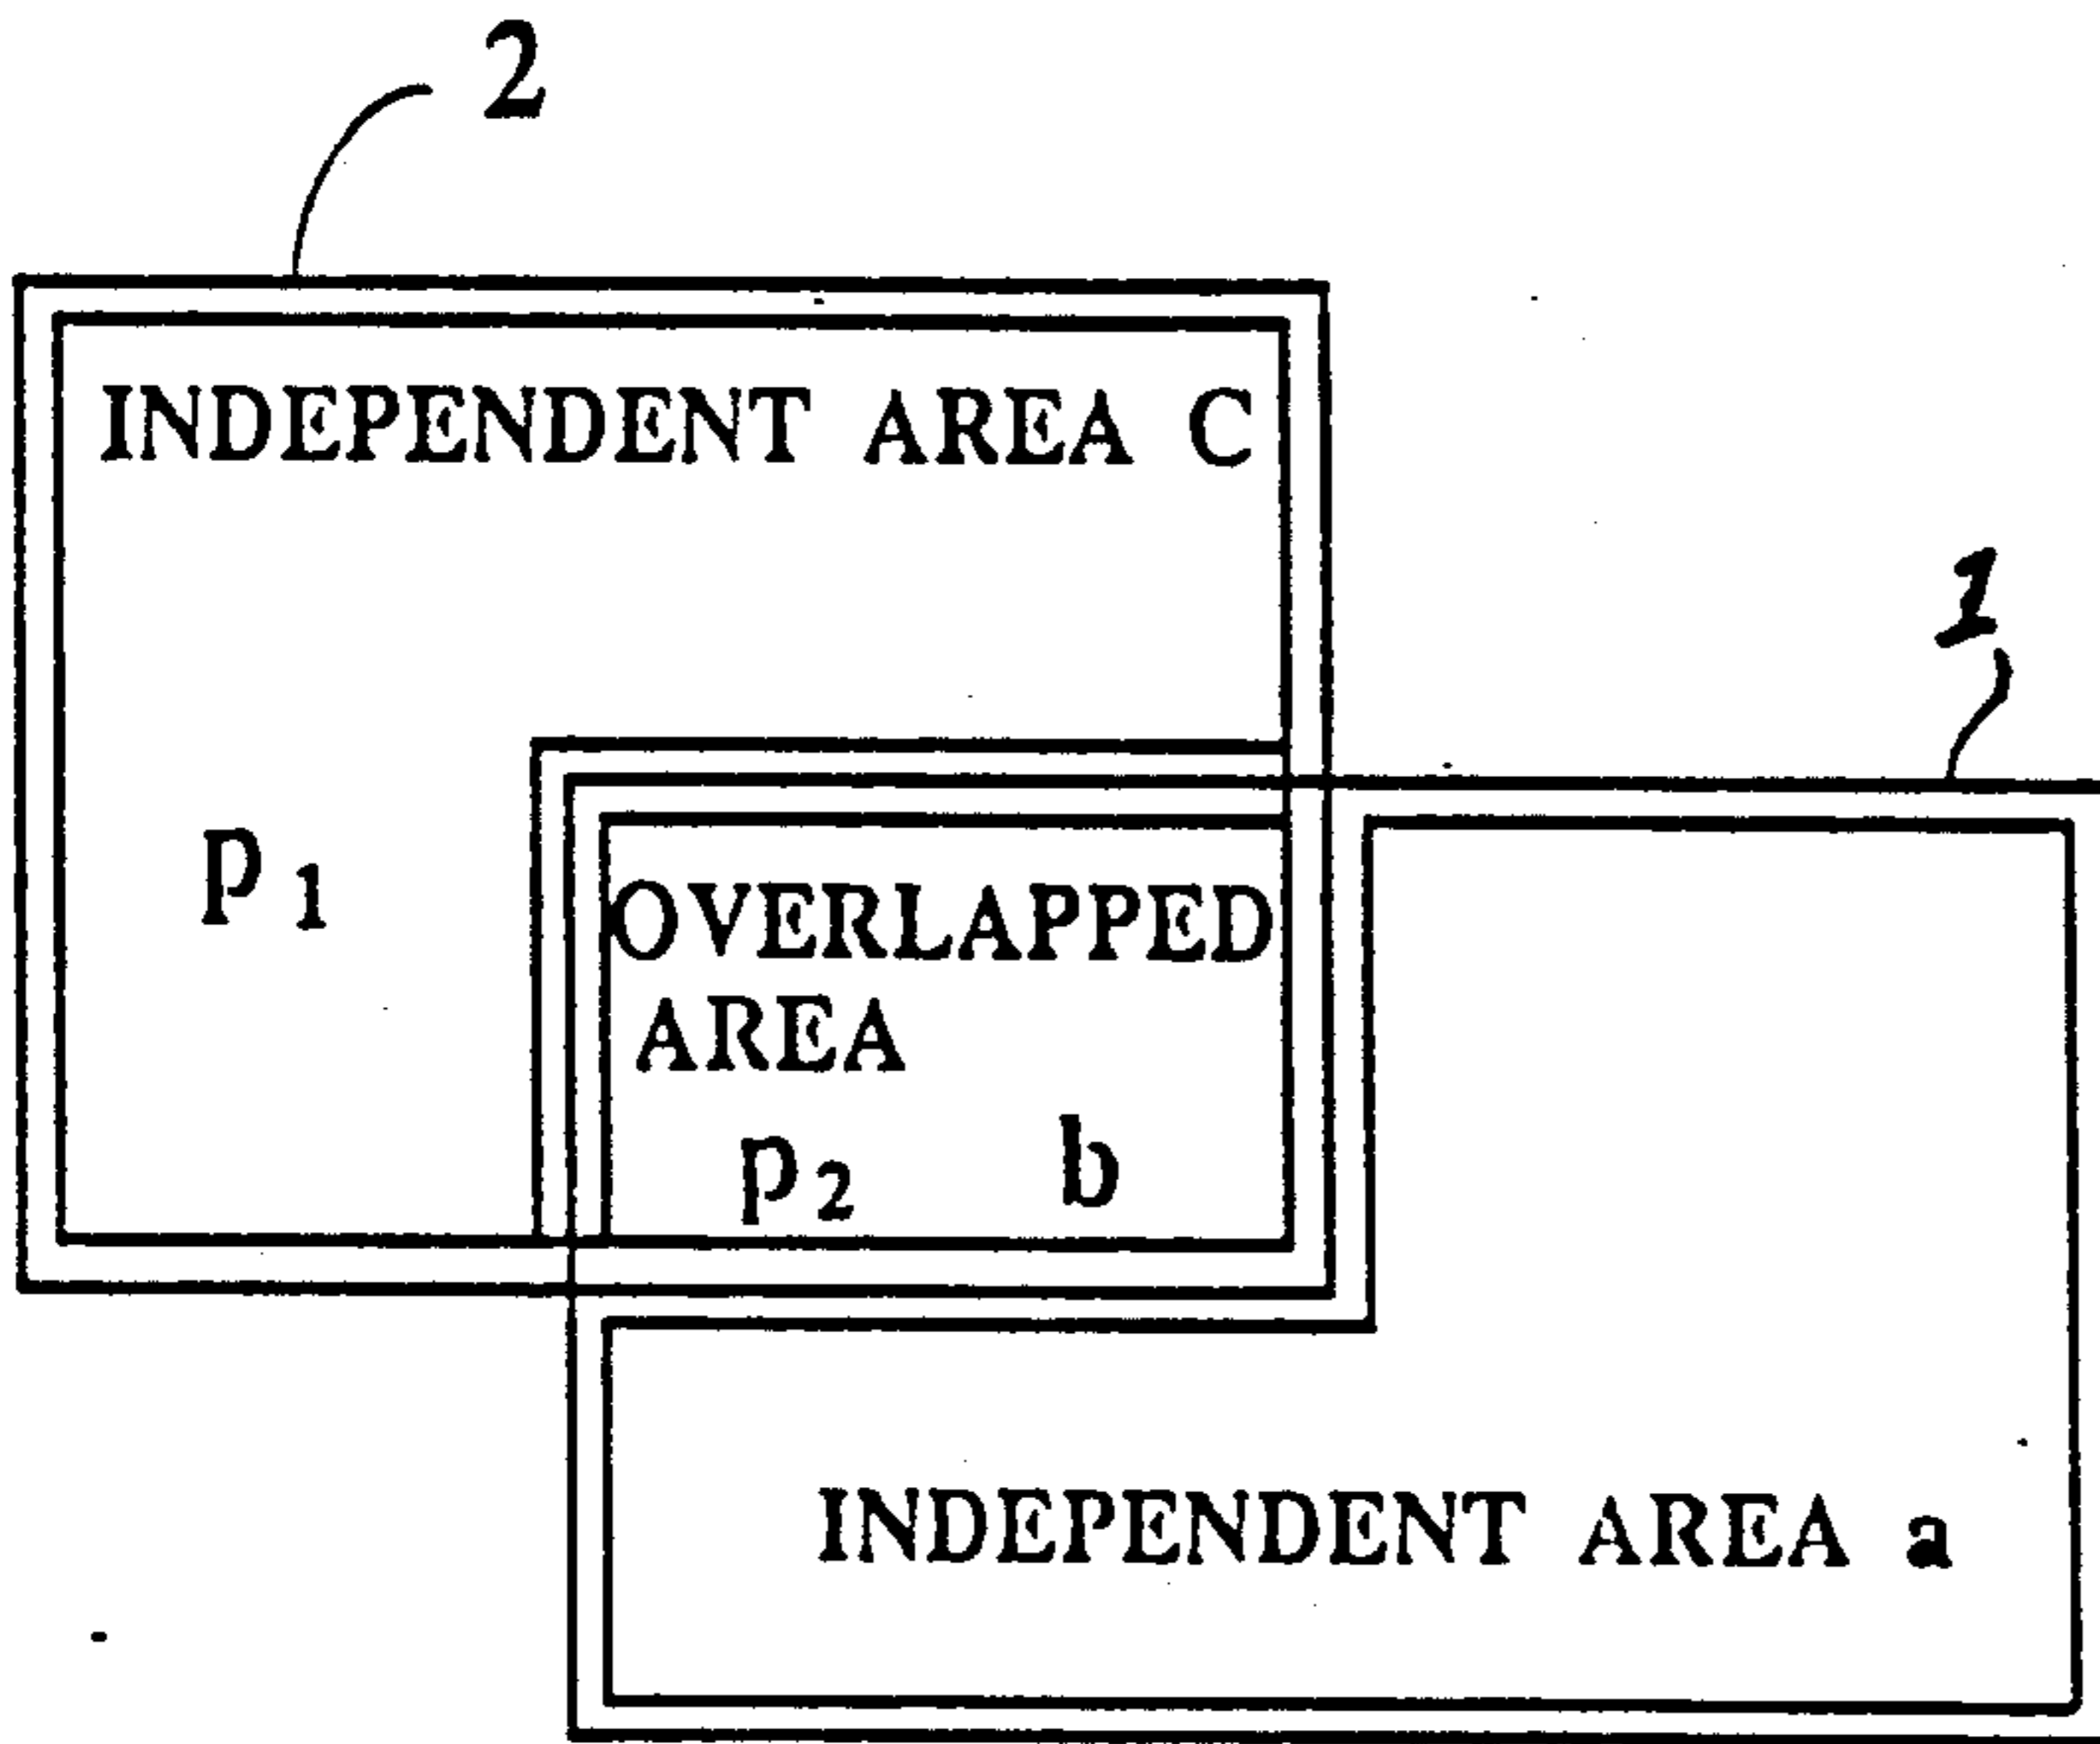 2
INDEPENDENT AREA C
1
p1
OVERLAPPED
AREA
p2 b
INDEPENDENT AREA a